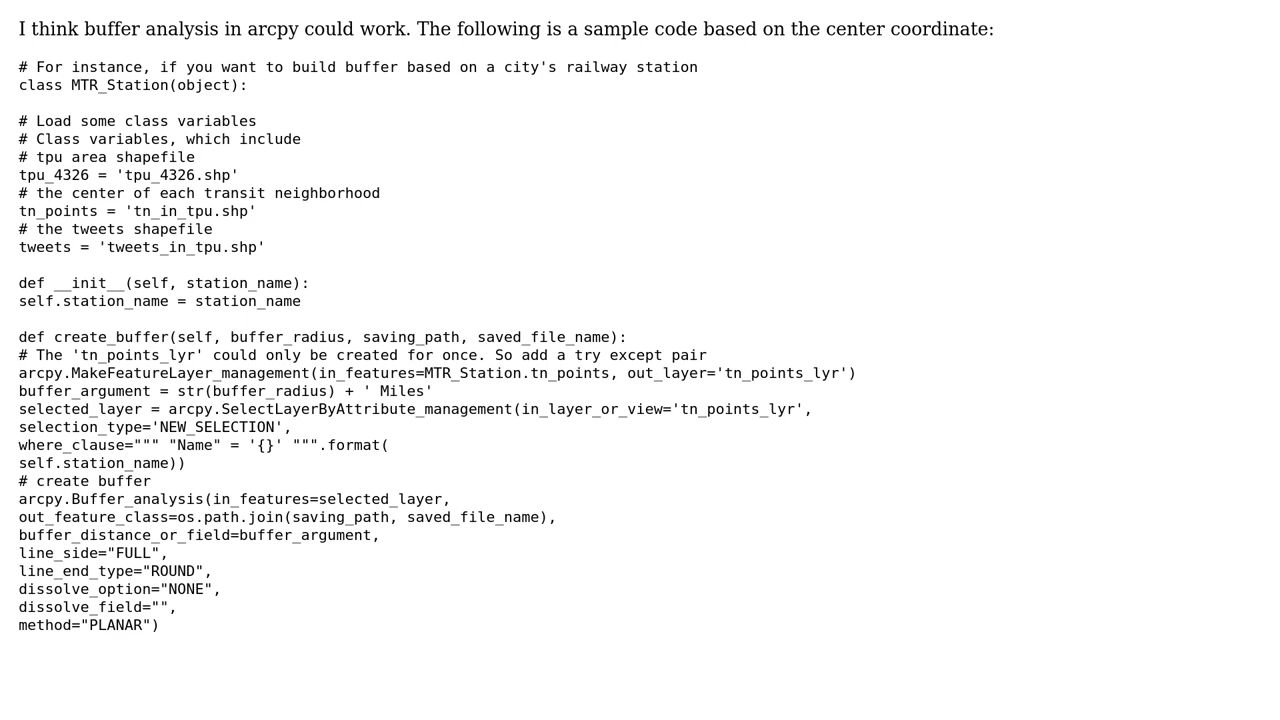 I think buffer analysis in arcpy could work. The following is a sample code based on the center coordinate:
# For instance, if you want to build buffer based on a city's railway station
class MTR_Station(object):
# Load some class variables
# Class variables, which include
# tpu area shapefile
tpu_4326 = 'tpu_4326.shp'
# the center of each transit neighborhood
tn_points = 'tn_in_tpu.shp'
# the tweets shapefile
tweets = 'tweets_in_tpu.shp'
def __init__(self, station_name):
self.station_name = station_name
def create_buffer(self, buffer_radius, saving_path, saved_file_name):
# The 'tn_points_lyr' could only be created for once. So add a try except pair
arcpy.MakeFeatureLayer_management(in_features=MTR_Station.tn_points, out_layer='tn_points_lyr')
buffer_argument = str(buffer_radius) + ' Miles'
selected_layer = arcpy.SelectLayerByAttribute_management(in_layer_or_view='tn_points_lyr',
selection_type='NEW_SELECTION',
where_clause=""" "Name" = '{}' """.format(
self.station_name))
# create buffer
arcpy.Buffer_analysis(in_features=selected_layer,
out_feature_class=os.path.join(saving_path, saved_file_name),
buffer_distance_or_field=buffer_argument,
line_side="FULL",
line_end_type="ROUND",
dissolve_option="NONE",
dissolve_field="",
method="PLANAR")